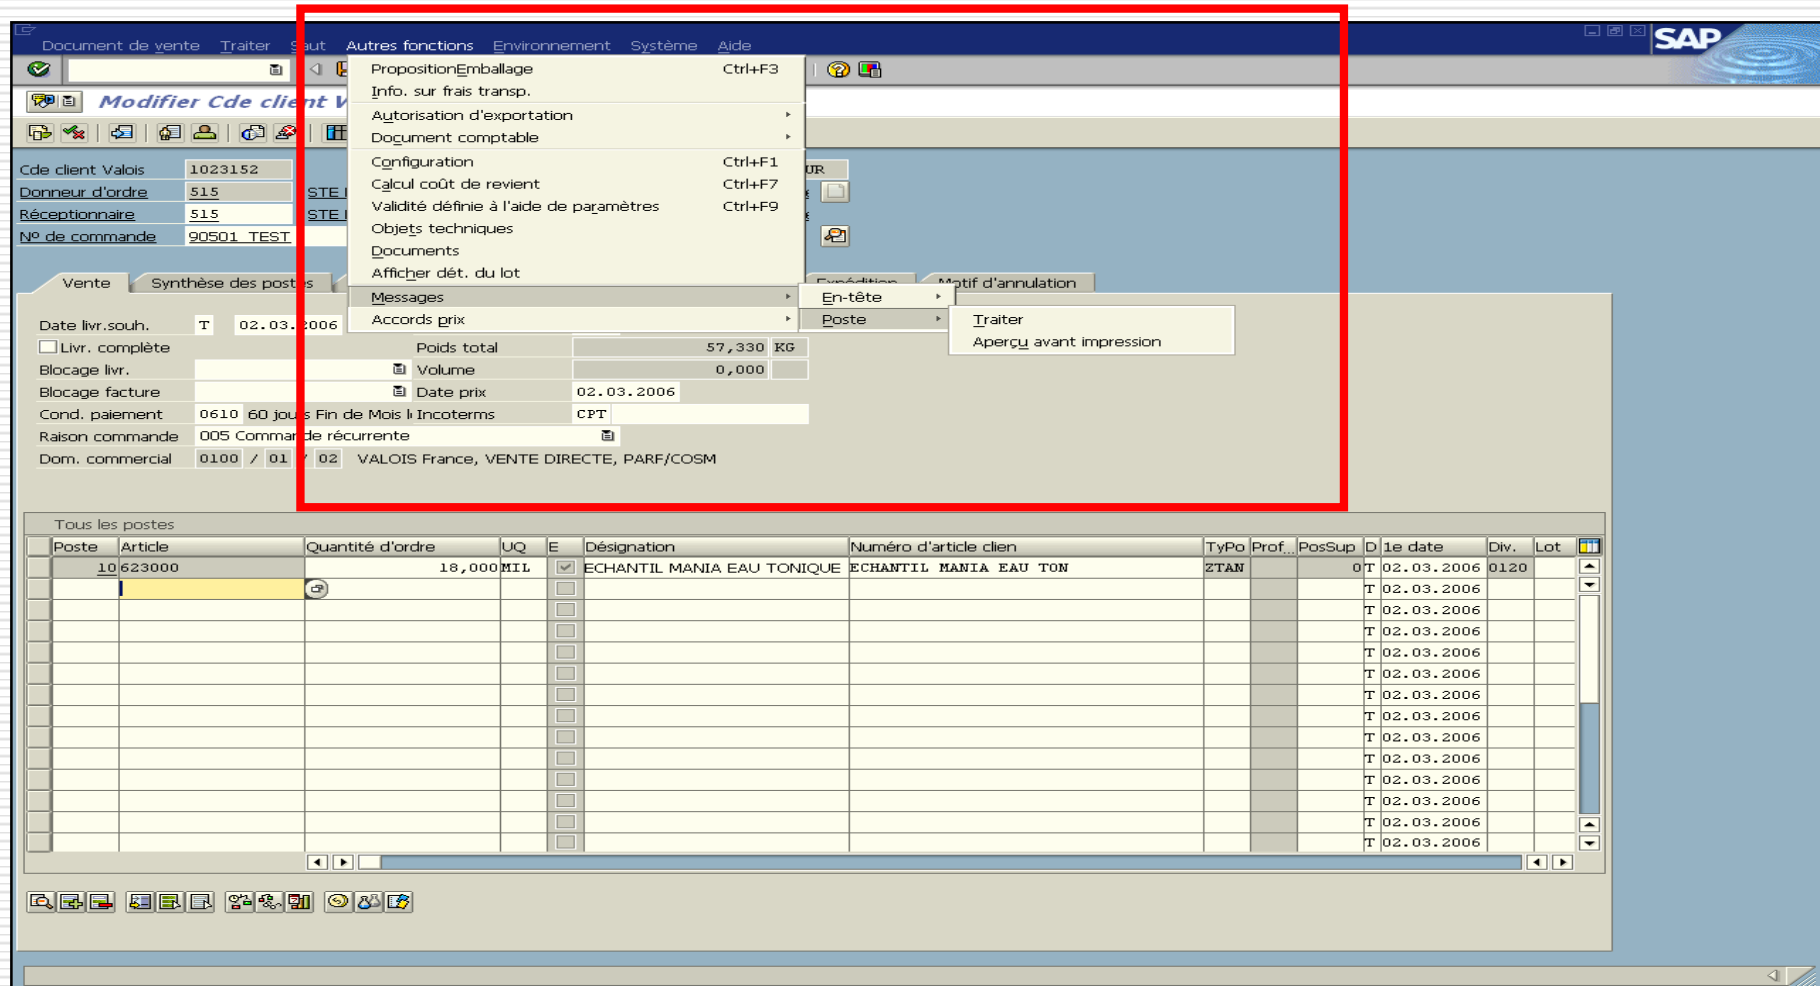 SAP
Document de vente Traiter Saut Autres fonctions Environnement Système Aide
PropositionEmballage Ctrl+F3
Info. sur frais transp.
Modifier Cde client
Autorisation d'exportation
Document comptable
Configuration Ctrl+F1
Calcul coût de revient Ctrl+F7
Validité définie à l'aide de paramètres Ctrl+F9
Objets techniques
Documents
Afficher dét. du lot
Messages
Accords prix
En-tête
Poste
Traiter
Aperçu avant impression
Cde client Valois 1023152
Donneur d'ordre 515 STE
Réceptionnaire 515 STE
Nº de commande 90501 TEST
Vente Synthèse des postes Expédition Motif d'annulation
Date livr.souh. T 02.03.2006
Livr. complète Poids total 57,330 KG
Blocage livr. Volume 0,000
Blocage facture Date prix 02.03.2006
Cond. paiement 0610 60 jours Fin de Mois Incoterms CPT
Raison commande 005 Commande récurrente
Dom. commercial 0100 / 01 / 02 VALOIS France, VENTE DIRECTE, PARF/COSM
Tous les postes
Poste Article Quantité d'ordre UQ E Désignation Numéro d'article clien TyPo Prof... PosSup D 1e date Div. Lot
10 623000 18,000 MIL ECHANTIL MANIA EAU TONIQUE ECHANTIL MANIA EAU TON ZTAN 0 T 02.03.2006 0120
T 02.03.2006
T 02.03.2006
T 02.03.2006
T 02.03.2006
T 02.03.2006
T 02.03.2006
T 02.03.2006
T 02.03.2006
T 02.03.2006
T 02.03.2006
T 02.03.2006
T 02.03.2006
T 02.03.2006